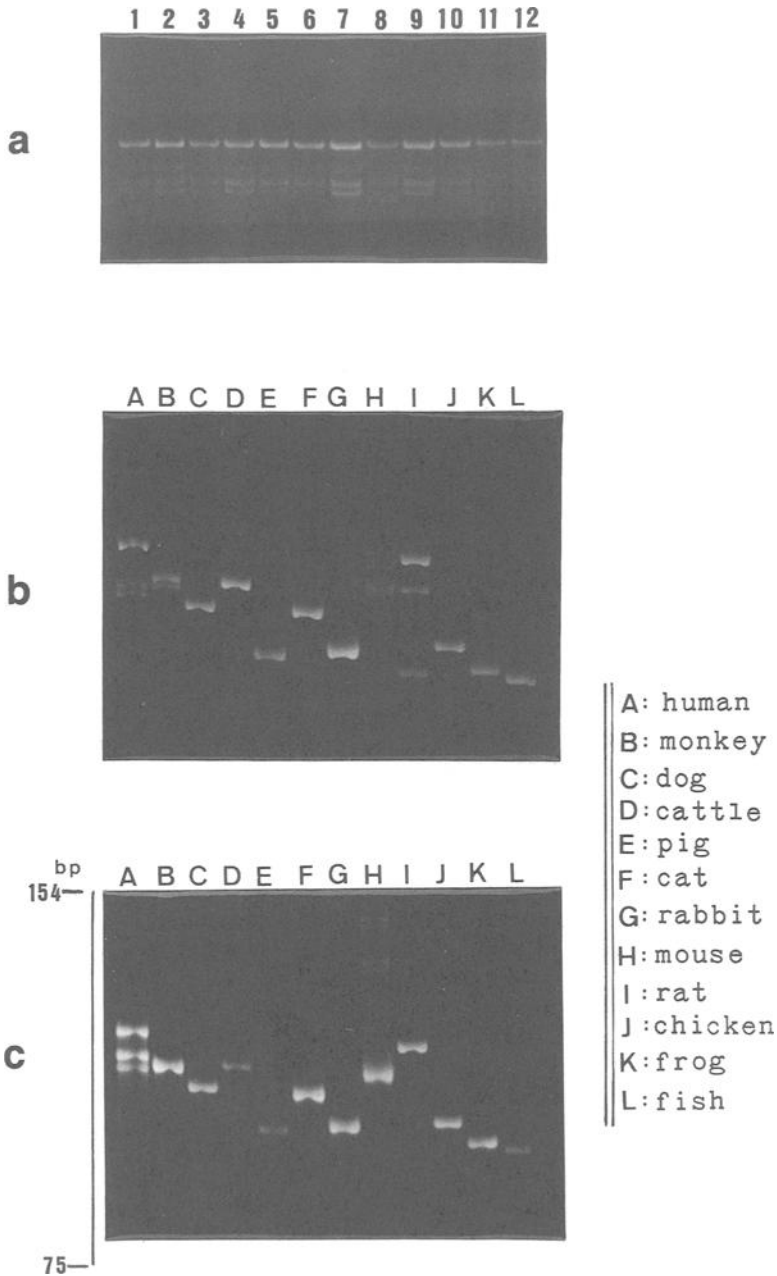 1 2 3 4 5 6 7 8 9 10 11 12
a
A B C D E F G H I J K L
b
A: human
B: monkey
C: dog
D: cattle
E: pig
F: cat
G: rabbit
H: mouse
I: rat
J: chicken
K: frog
L: fish
bp
A B C D E F G H I J K L
154
c
75